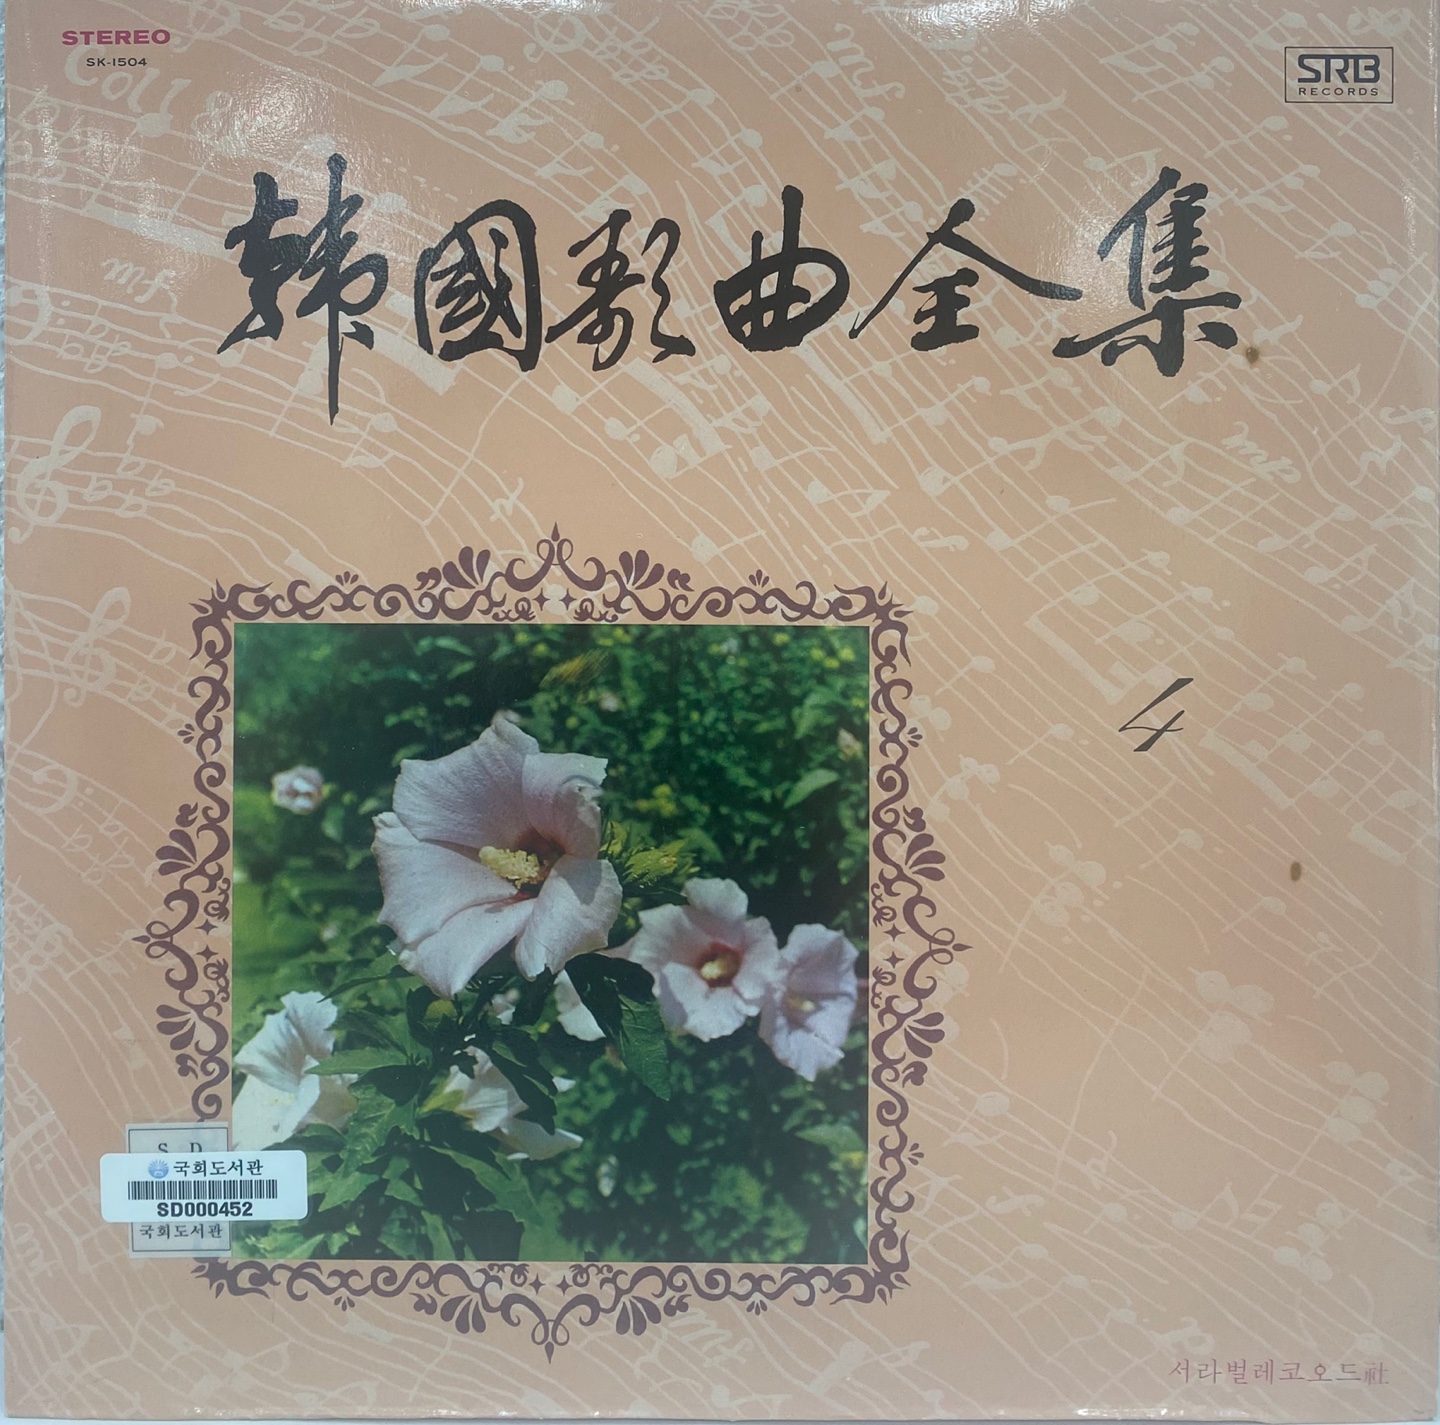 STEREO
SK-1504
SRB
RECORDS
韩國歌曲全集
4
S D
국회도서관
SD000452
국회도서관
서라벌레코오드社